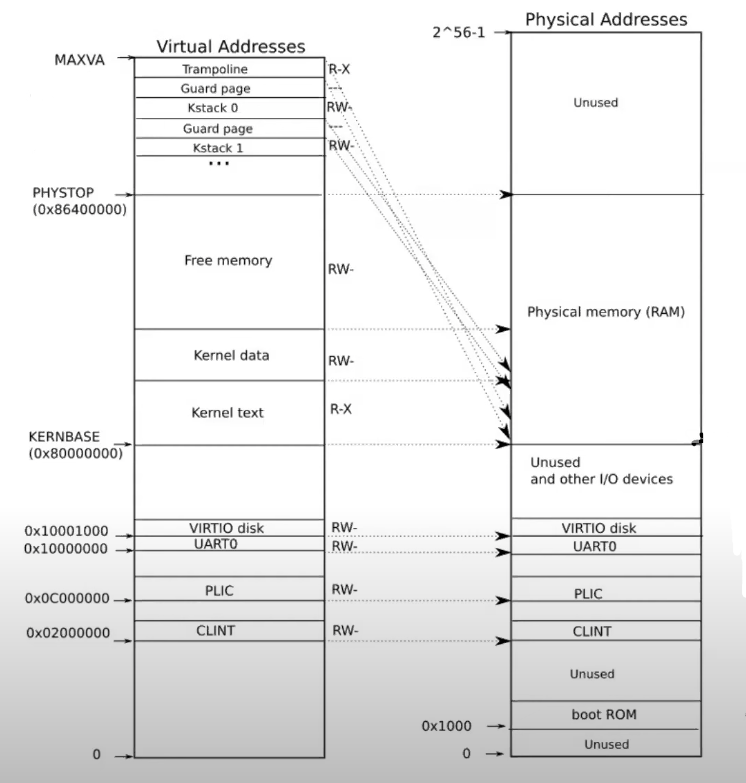 Physical Addresses
2^56-1
Virtual Addresses
MAXVA
Trampoline
R-X
Guard page
---
Kstack 0
RW-
Guard page
---
Kstack 1
RW-
...
Unused
PHYSTOP
(0x86400000)
Free memory
RW-
Physical memory (RAM)
Kernel data
RW-
Kernel text
R-X
KERNBASE
(0x80000000)
Unused
and other I/O devices
0x10001000
VIRTIO disk
RW-
VIRTIO disk
0x10000000
UART0
RW-
UART0
0x0C000000
PLIC
RW-
PLIC
0x02000000
CLINT
RW-
CLINT
Unused
boot ROM
0x1000
Unused
0
0